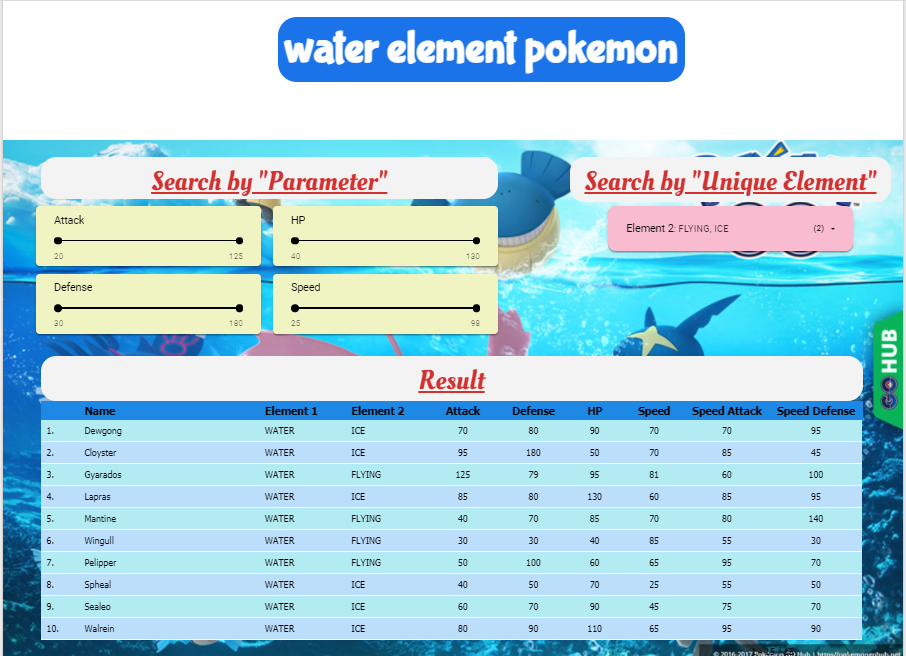 water element pokemon
Search by "Parameter"
Search by "Unique Element"
Attack
20 125
HP
40 130
Element 2: FLYING, ICE (2)
Defense
30 180
Speed
25 98
GO HUB
Result
Name Element 1 Element 2 Attack Defense HP Speed Speed Attack Speed Defense
1. Dewgong WATER ICE 70 80 90 70 70 95
2. Cloyster WATER ICE 95 180 50 70 85 45
3. Gyarados WATER FLYING 125 79 95 81 60 100
4. Lapras WATER ICE 85 80 130 60 85 95
5. Mantine WATER FLYING 40 70 85 70 80 140
6. Wingull WATER FLYING 30 30 40 85 55 30
7. Pelipper WATER FLYING 50 100 60 65 95 70
8. Spheal WATER ICE 40 50 70 25 55 50
9. Sealeo WATER ICE 60 70 90 45 75 70
10. Walrein WATER ICE 80 90 110 65 95 90
© 2016-2017 Pokémon GO Hub | https://pokemongohub.net